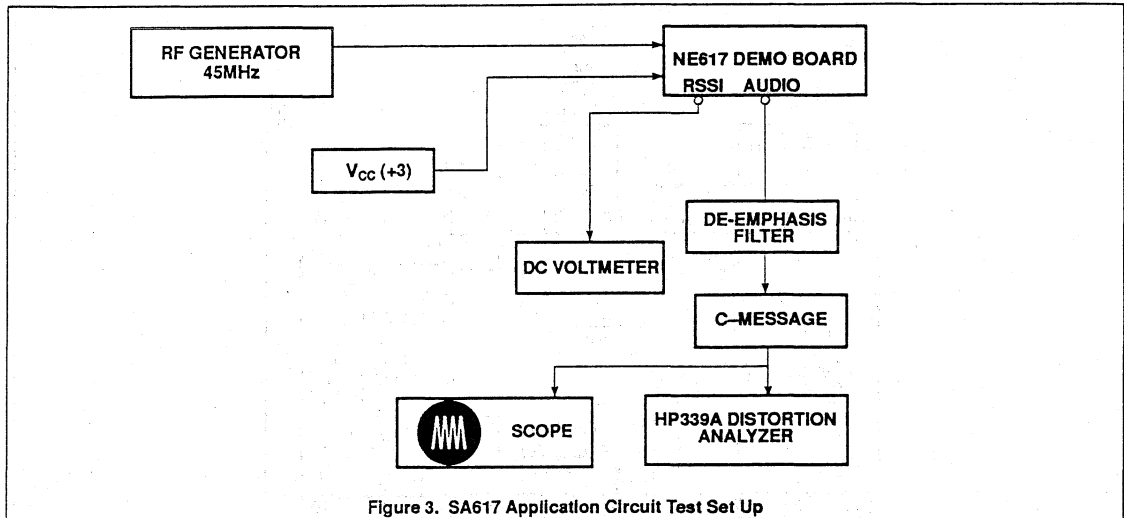 RF GENERATOR
45MHz
NE617 DEMO BOARD
RSSI AUDIO
VCC (+3)
DE-EMPHASIS
FILTER
DC VOLTMETER
C–MESSAGE
SCOPE
HP339A DISTORTION
ANALYZER
Figure 3. SA617 Application Circuit Test Set Up